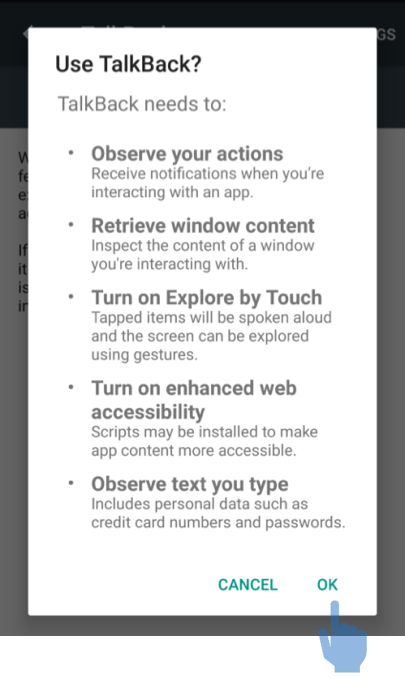 GS
Use TalkBack?
TalkBack needs to:
• Observe your actions
Receive notifications when you're
interacting with an app.
• Retrieve window content
Inspect the content of a window
you're interacting with.
• Turn on Explore by Touch
Tapped items will be spoken aloud
and the screen can be explored
using gestures.
• Turn on enhanced web
accessibility
Scripts may be installed to make
app content more accessible.
• Observe text you type
Includes personal data such as
credit card numbers and passwords.
CANCEL OK